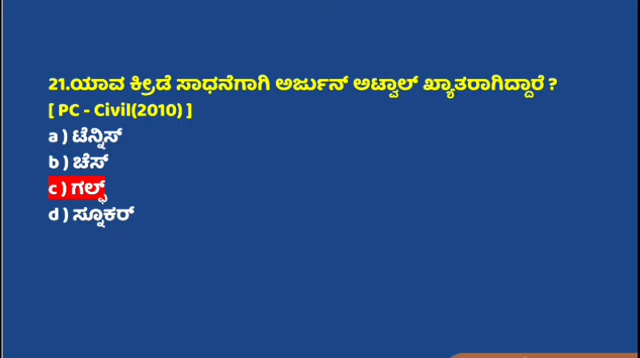 21.ಯಾವ ಕ್ರೀಡೆ ಸಾಧನೆಗಾಗಿ ಅರ್ಜುನ್ ಅಟ್ವಾಲ್ ಖ್ಯಾತರಾಗಿದ್ದಾರೆ ?
[ PC - Civil(2010) ]
a ) ಟೆನ್ನಿಸ್
b ) ಚೆಸ್
c ) ಗಲ್ಫ್
d ) ಸ್ನೂಕರ್